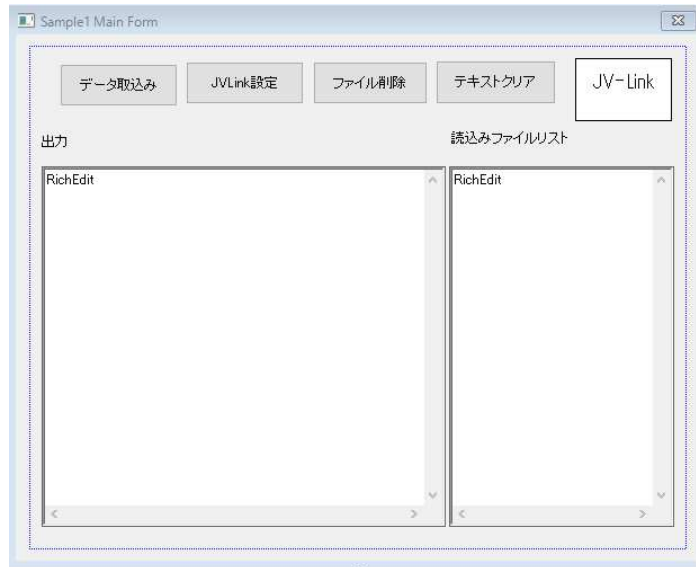 Sample1 Main Form
データ取込み
JVLink設定
ファイル削除
テキストクリア
JV-Link
出力
読込みファイルリスト
RichEdit
RichEdit